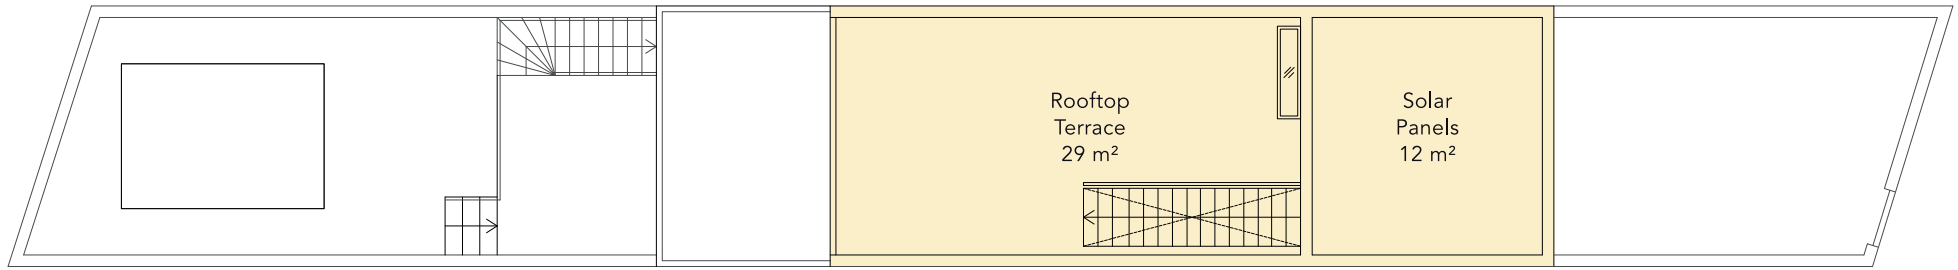 Rooftop
Terrace
29 m²
Solar
Panels
12 m²